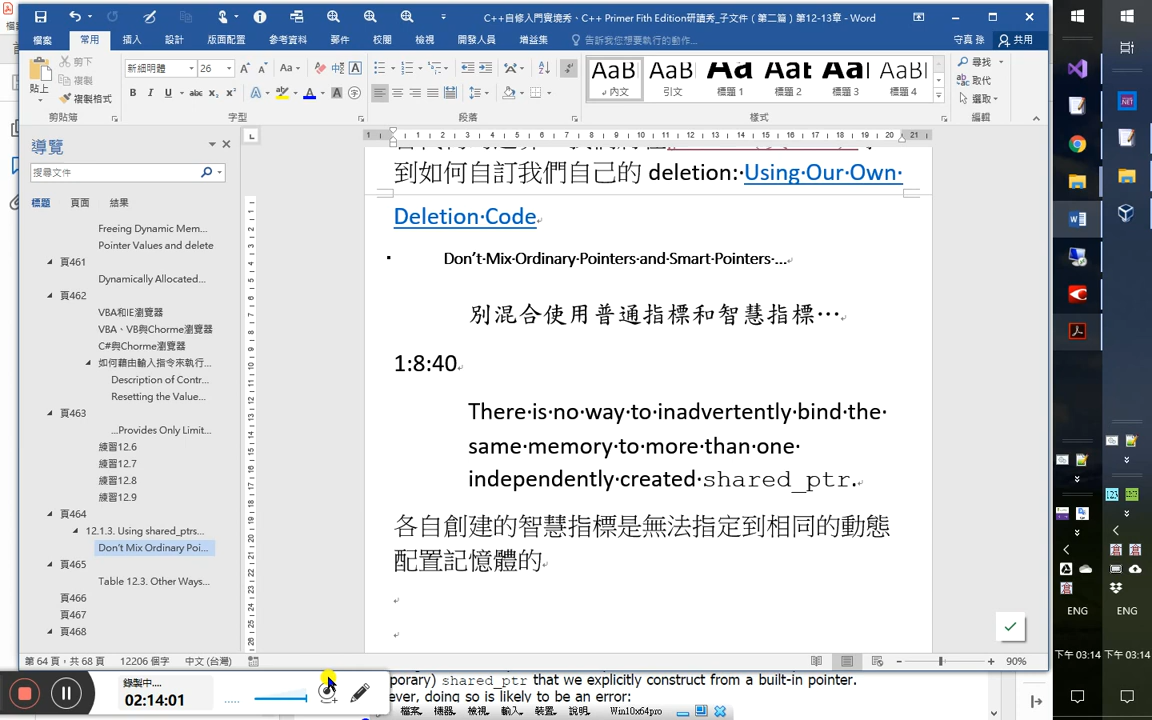 C++自修入門實境秀、C++ Primer Fith Edition研讀秀_子文件（第二篇）第12-13章 - Word
檔案 常用 插入 設計 版面配置 參考資料 郵件 校閱 檢視 開發人員 增益集 告訴我您想要執行的動作... 守真 孫 共用
貼上 剪下 複製 複製格式 新細明體 26 內文 引文 標題 1 標題 2 標題 3 標題 4 尋找 取代 選取
剪貼簿 字型 段落 樣式 編輯
導覽
搜尋文件
標題 頁面 結果
Freeing Dynamic Mem...
Pointer Values and delete
頁461
Dynamically Allocated...
頁462
VBA和IE瀏覽器
VBA、VB與Chorme瀏覽器
C#與Chorme瀏覽器
如何藉由輸入指令來執行...
Description of Contr...
Resetting the Value...
頁463
...Provides Only Limit...
練習12.6
練習12.7
練習12.8
練習12.9
頁464
12.1.3. Using shared_ptrs...
Don't Mix Ordinary Poi...
頁465
Table 12.3. Other Ways...
頁466
頁467
頁468
到如何自訂我們自己的 deletion: Using Our Own
Deletion Code
Don't Mix Ordinary Pointers and Smart Pointers ...
別混合使用普通指標和智慧指標…
1:8:40
There is no way to inadvertently bind the
same memory to more than one
independently created shared_ptr.
各自創建的智慧指標是無法指定到相同的動態
配置記憶體的
第 64 頁，共 68 頁 12206 個字 中文 (台灣) 90%
錄製中....
02:14:01
porary) shared_ptr that we explicitly construct from a built-in pointer.
ever, doing so is likely to be an error:
檔案, 機器, 檢視, 輸入, 裝置, 說明, Win10x64pro
ENG ENG
下午 03:14 下午 03:14